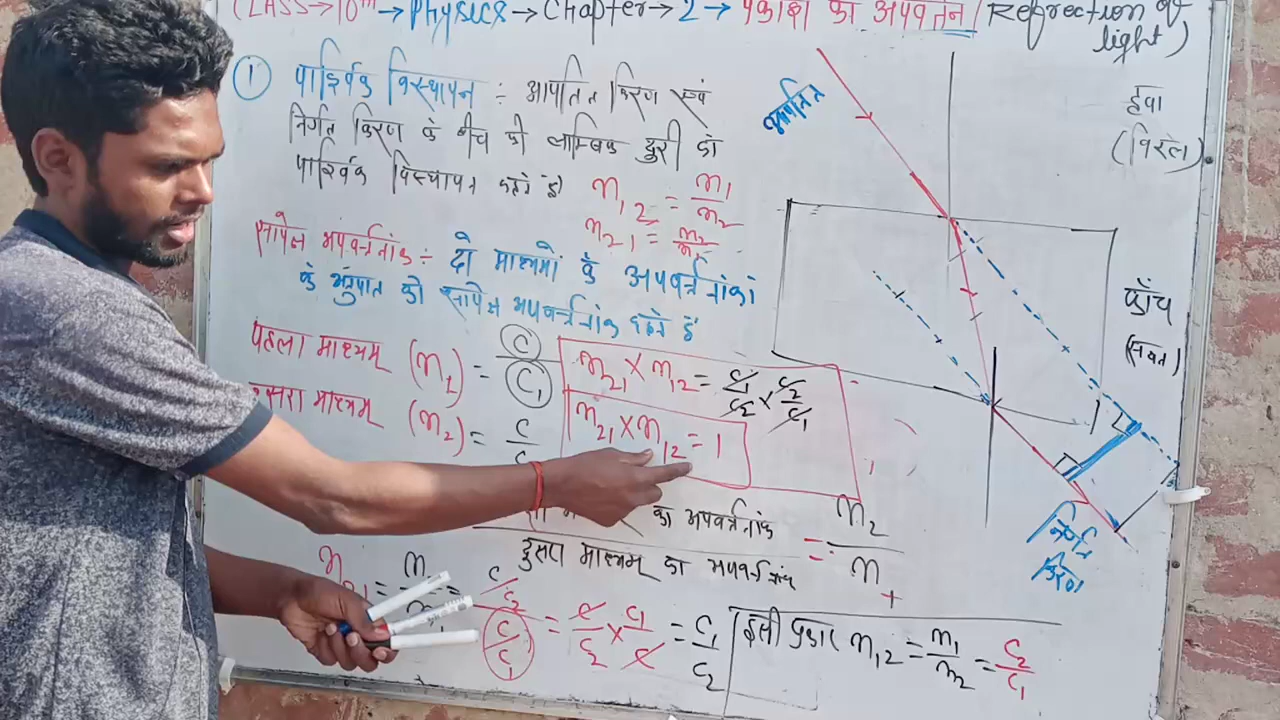 CLASS→10th→Physics→Chapter→2→प्रकाश का अपवर्तन (Refrection of light)
① पार्श्विक विस्थापन :- आपतित किरण एवं
निर्गत किरण के बीच की लाम्बिक दुरी को
पार्श्विक विस्थापन कहते है
n₁₂ = n₁/n₂
n₂₁ = n₂/n₁
सापेक्ष अपवर्त्तनांक :- दो माध्यमों के अपवर्त्तनांकों
के अनुपात को सापेक्ष अपवर्त्तनांक कहते है
पहला माध्यम् (n₁) = C/C₁
दुसरा माध्यम् (n₂) = C/
n₂₁ × n₁₂ = C₁/C₂ × C₂/C₁
n₂₁ × n₁₂ = 1
का अपवर्त्तनांक
दुसरा माध्यम् का अपवर्त्तनांक
= n₂/n₁
n₂₁ = n/n = C/C₂ / C/C₁ = C/C₂ × C₁/C = C₁/C₂
इसी प्रकार n₁₂ = n₁/n₂ = C₂/C₁
आपतित
हवा
(विरल)
काँच
(सघन)
निर्गत
किरण